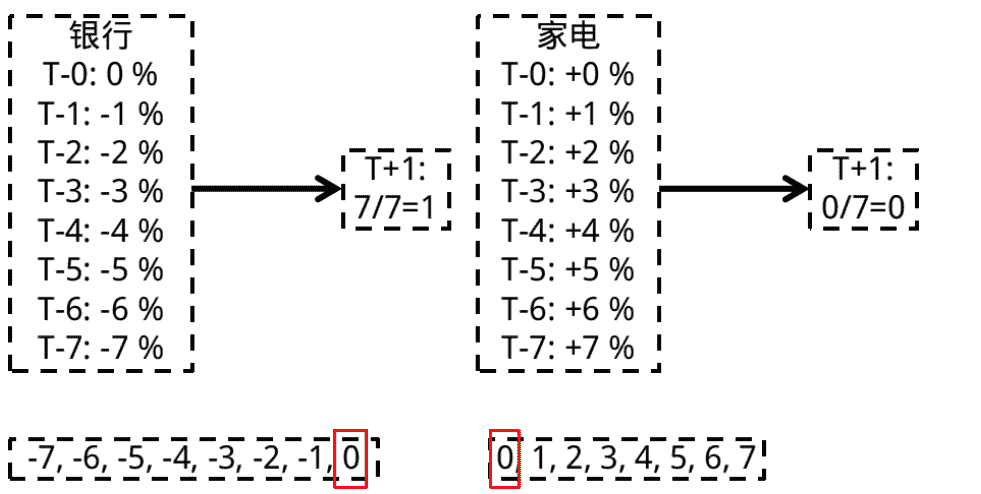 银行
T-0: 0 %
T-1: -1 %
T-2: -2 %
T-3: -3 %
T-4: -4 %
T-5: -5 %
T-6: -6 %
T-7: -7 %
T+1:
7/7=1
家电
T-0: +0 %
T-1: +1 %
T-2: +2 %
T-3: +3 %
T-4: +4 %
T-5: +5 %
T-6: +6 %
T-7: +7 %
T+1:
0/7=0
-7, -6, -5, -4, -3, -2, -1, 0
0, 1, 2, 3, 4, 5, 6, 7